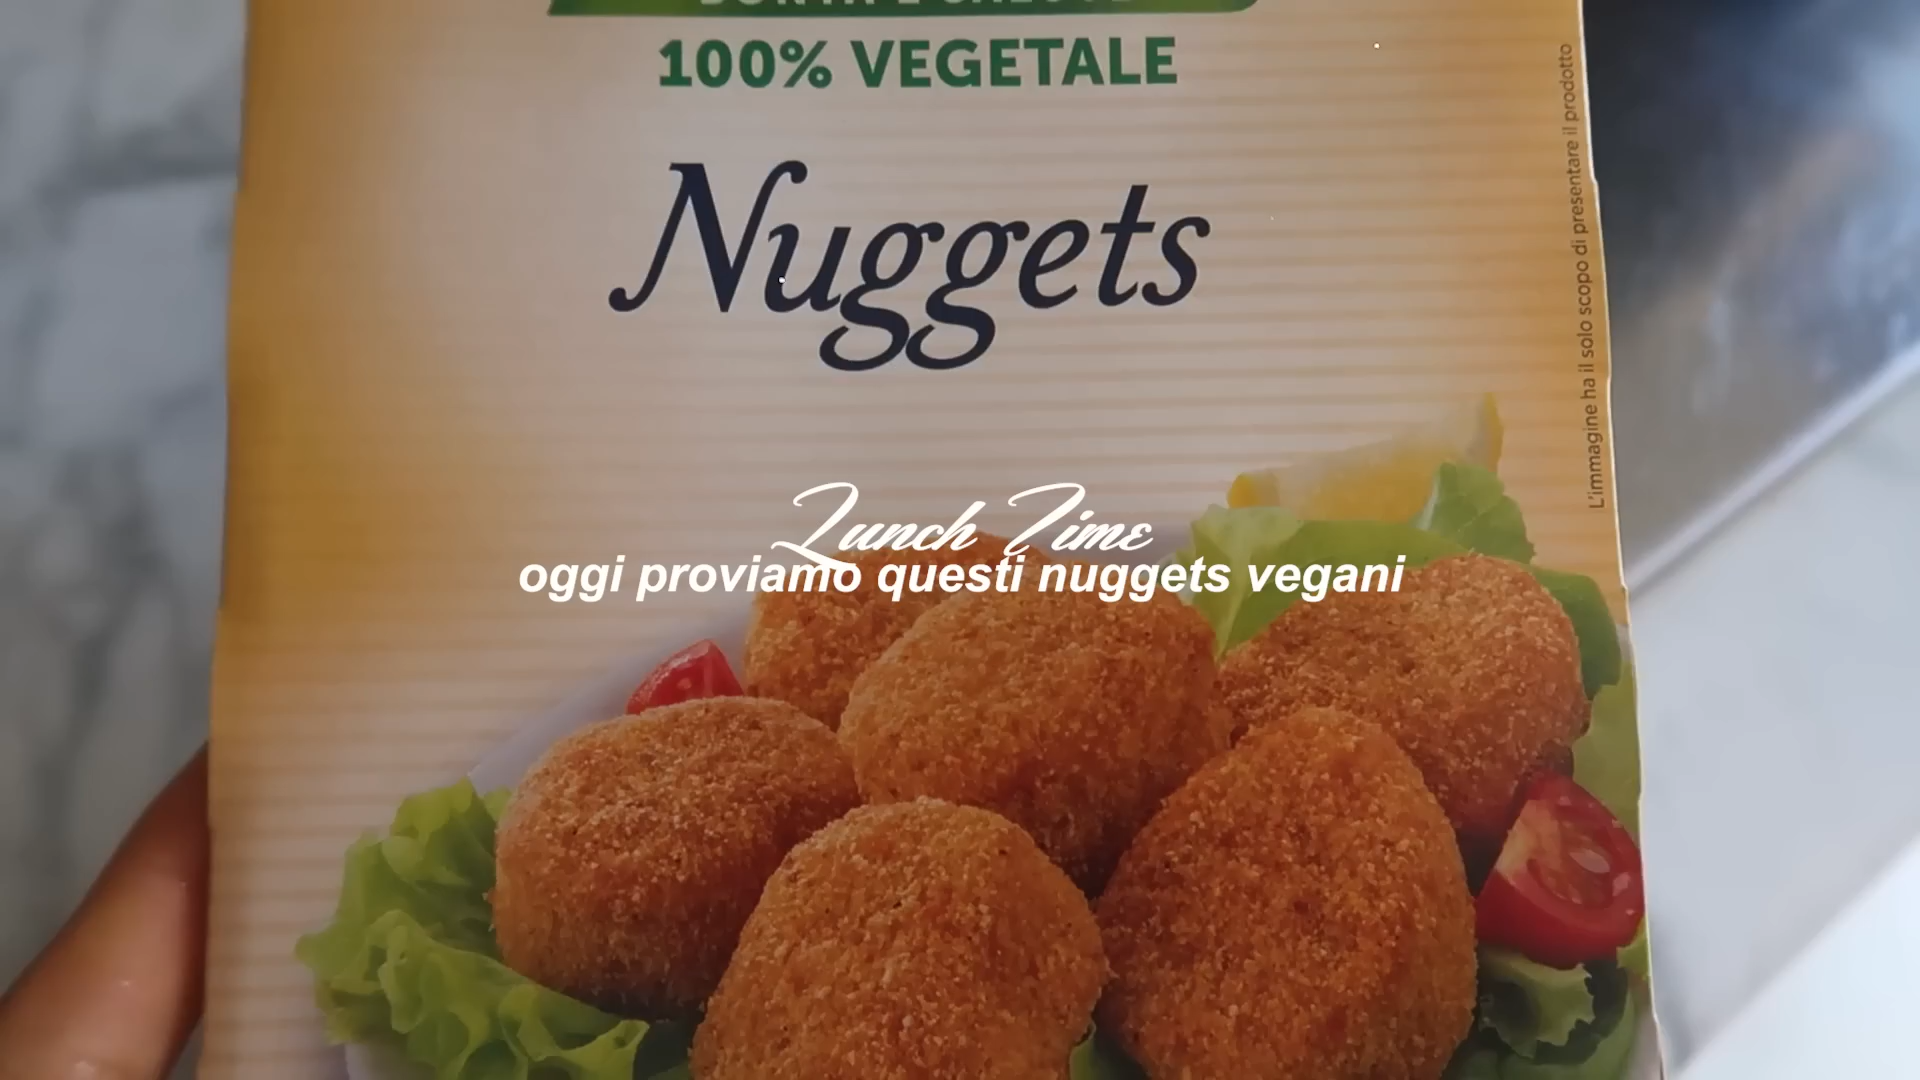 100% VEGETALE
Nuggets
L'immagine ha il solo scopo di presentare il prodotto
Lunch Time
oggi proviamo questi nuggets vegani